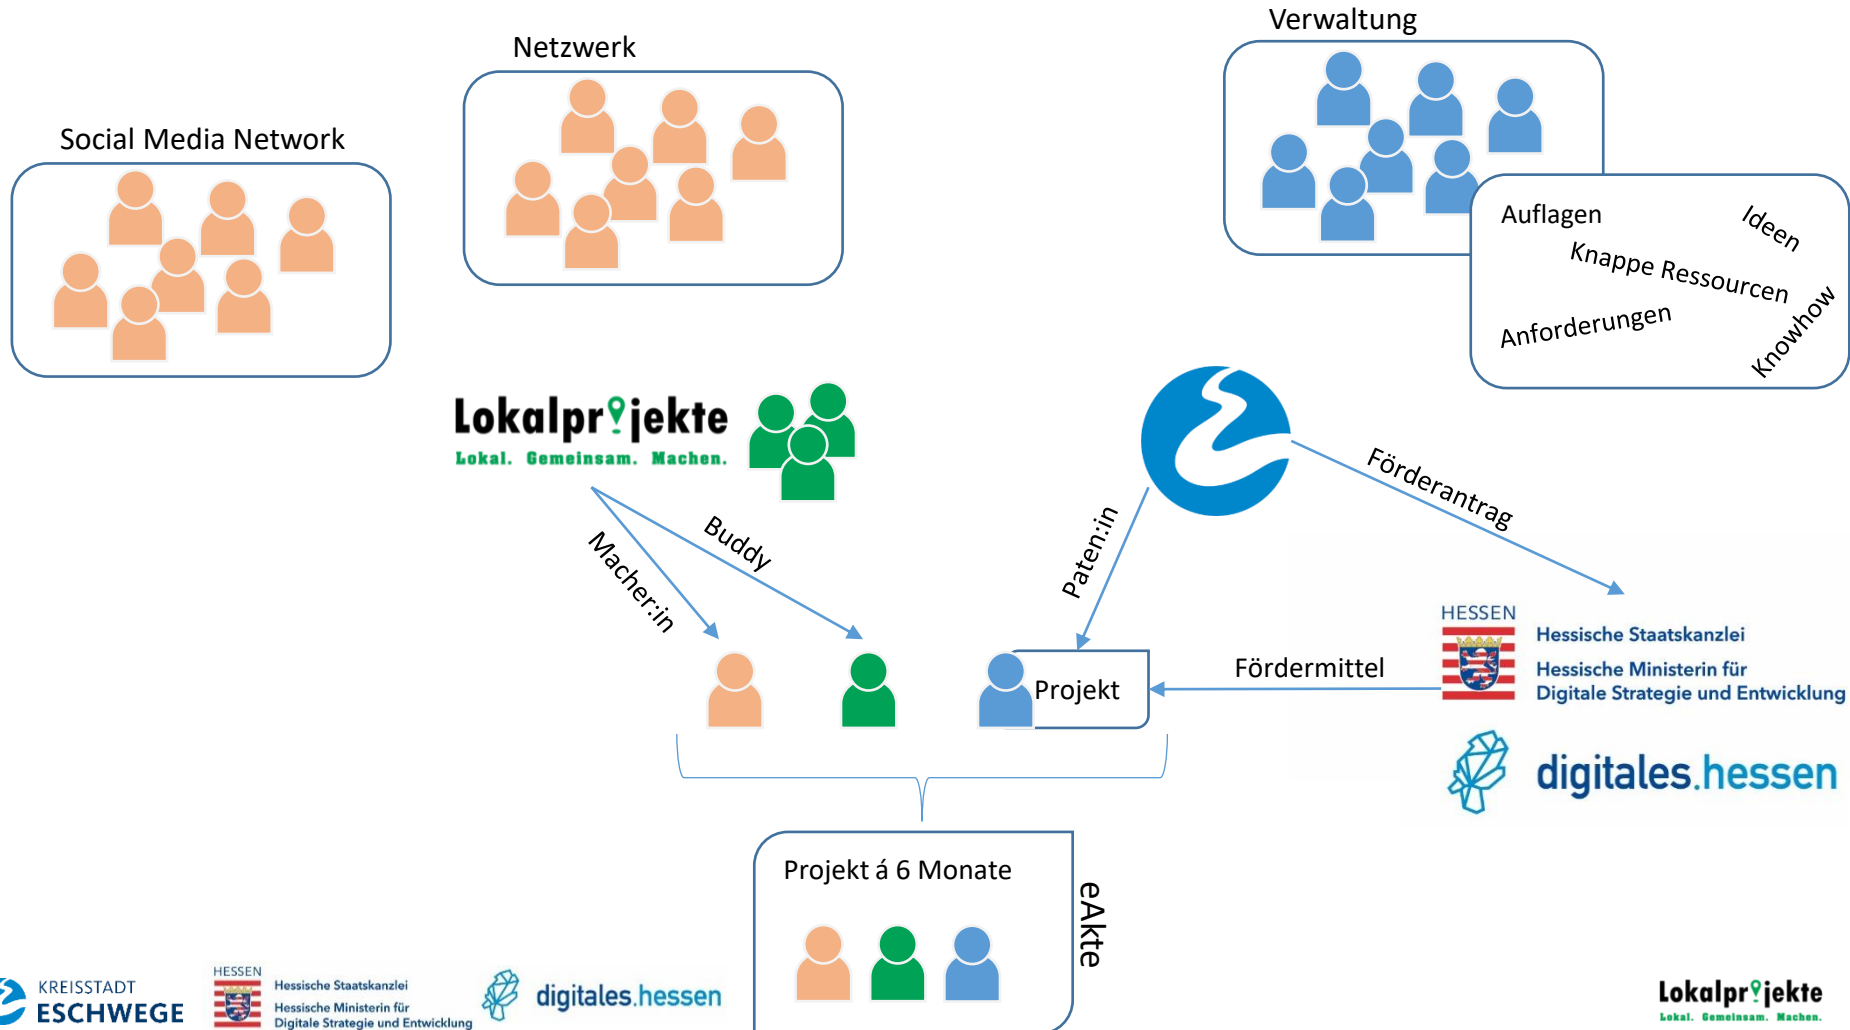 Verwaltung
Netzwerk
Social Media Network
Auflagen
Ideen
Knappe Ressourcen
Anforderungen
Knowhow
Lokalprojekte
Lokal. Gemeinsam. Machen.
Förderantrag
Buddy
Macher:in
Paten:in
HESSEN
Hessische Staatskanzlei
Hessische Ministerin für
Digitale Strategie und Entwicklung
Fördermittel
Projekt
digitales.hessen
Projekt á 6 Monate
eAkte
KREISSTADT
ESCHWEGE
HESSEN
Hessische Staatskanzlei
Hessische Ministerin für
Digitale Strategie und Entwicklung
digitales.hessen
Lokalprojekte
Lokal. Gemeinsam. Machen.